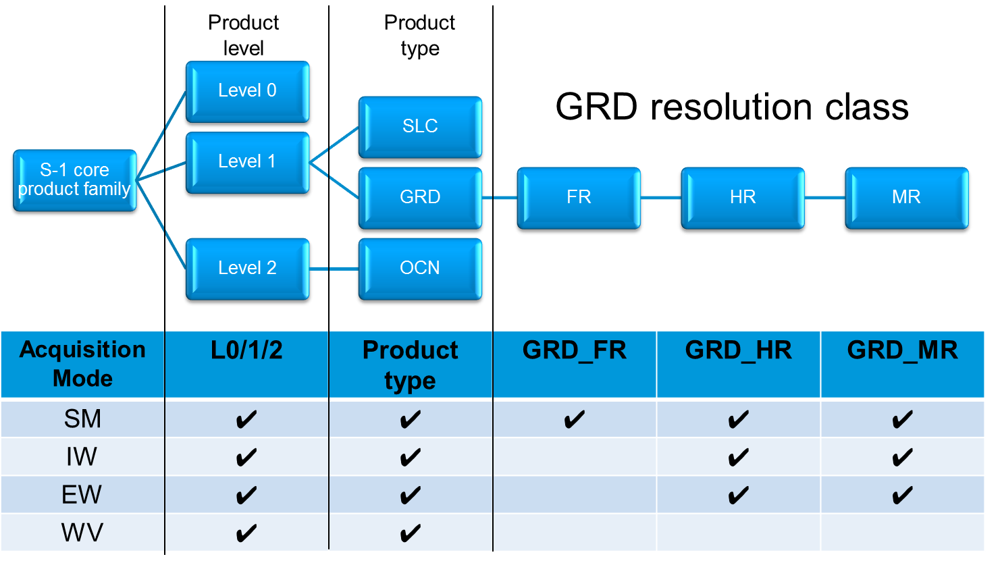 Product
level
Product
type
Level 0
GRD resolution class
SLC
Level 1
S-1 core
product family
GRD
FR
HR
MR
Level 2
OCN
Acquisition
Mode
L0/1/2
Product
type
GRD_FR
GRD_HR
GRD_MR
SM ✔ ✔ ✔ ✔ ✔
IW ✔ ✔ ✔ ✔
EW ✔ ✔ ✔ ✔
WV ✔ ✔